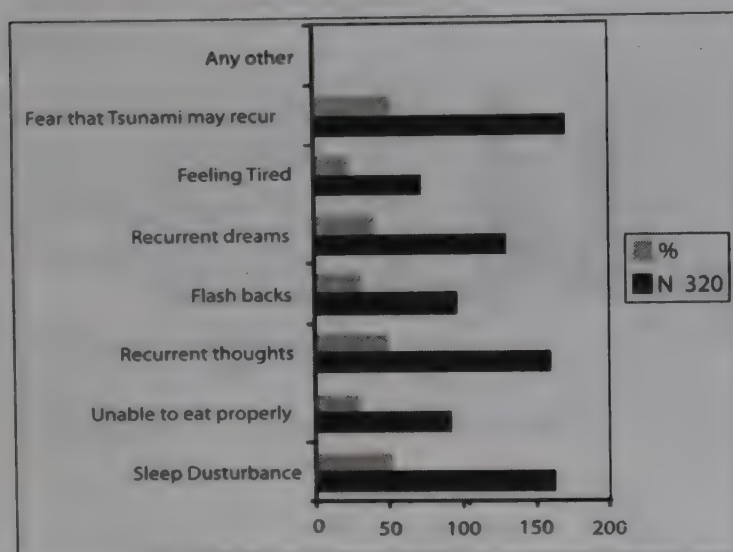 Any other
Fear that Tsunami may recur
Feeling Tired
Recurrent dreams
Flash backs
Recurrent thoughts
Unable to eat properly
Sleep Dusturbance
0 50 100 150 200
%
N 320